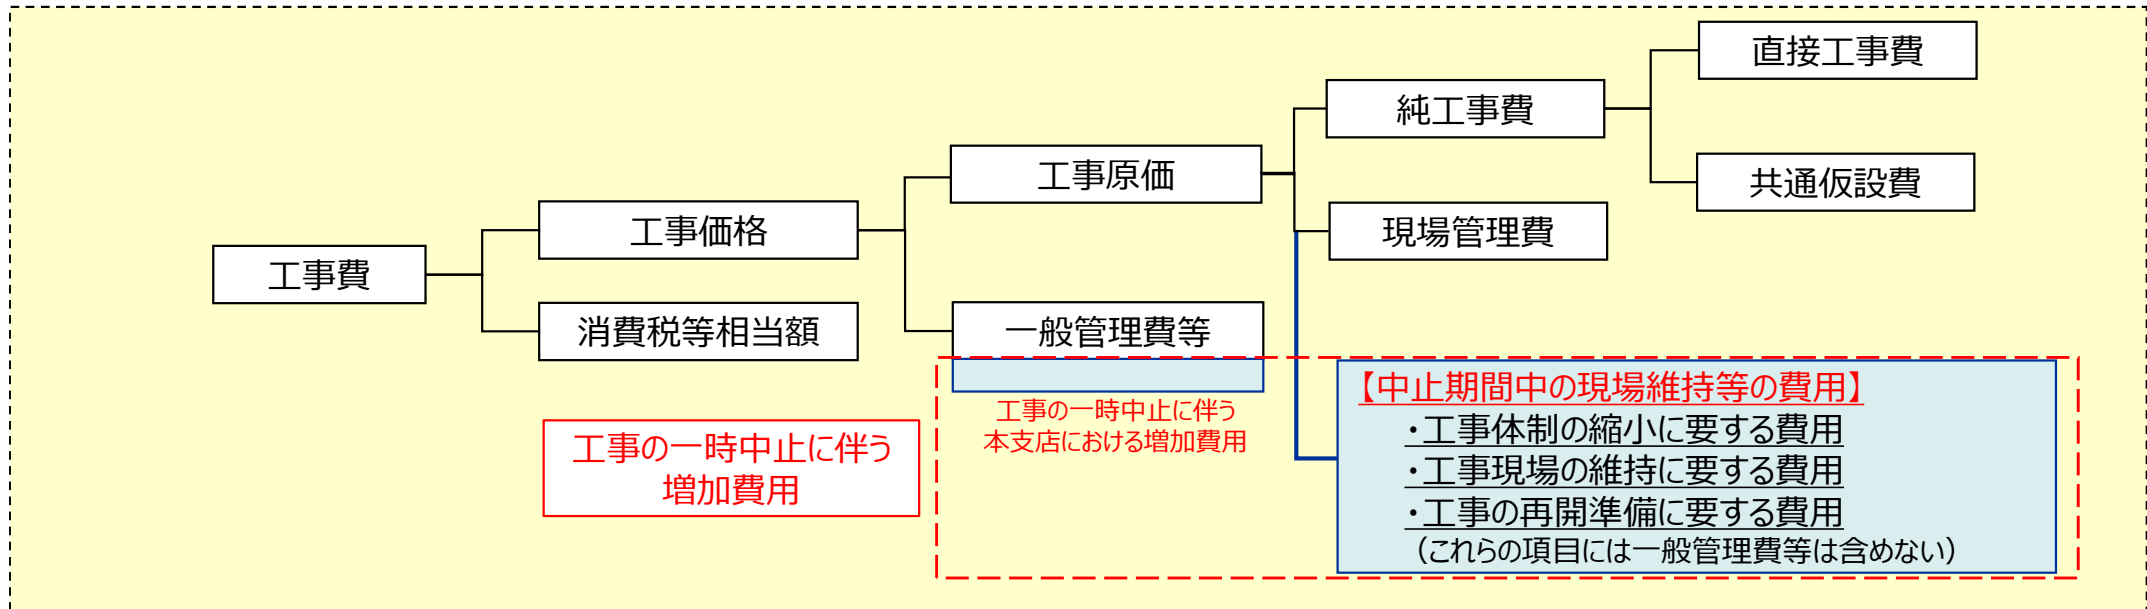 直接工事費
純工事費
工事原価
共通仮設費
工事価格
現場管理費
工事費
消費税等相当額
一般管理費等
工事の一時中止に伴う
本支店における増加費用
工事の一時中止に伴う
増加費用
【中止期間中の現場維持等の費用】
・工事体制の縮小に要する費用
・工事現場の維持に要する費用
・工事の再開準備に要する費用
（これらの項目には一般管理費等は含めない）